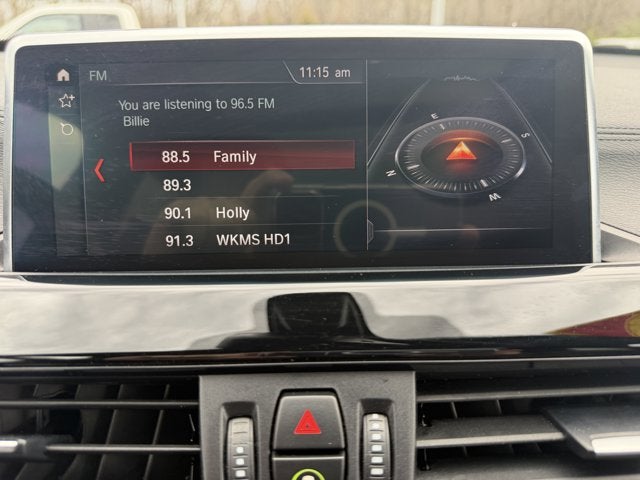 FM
11:15 am
You are listening to 96.5 FM
Billie
88.5 Family
89.3
90.1 Holly
91.3 WKMS HD1
E
S
N
W